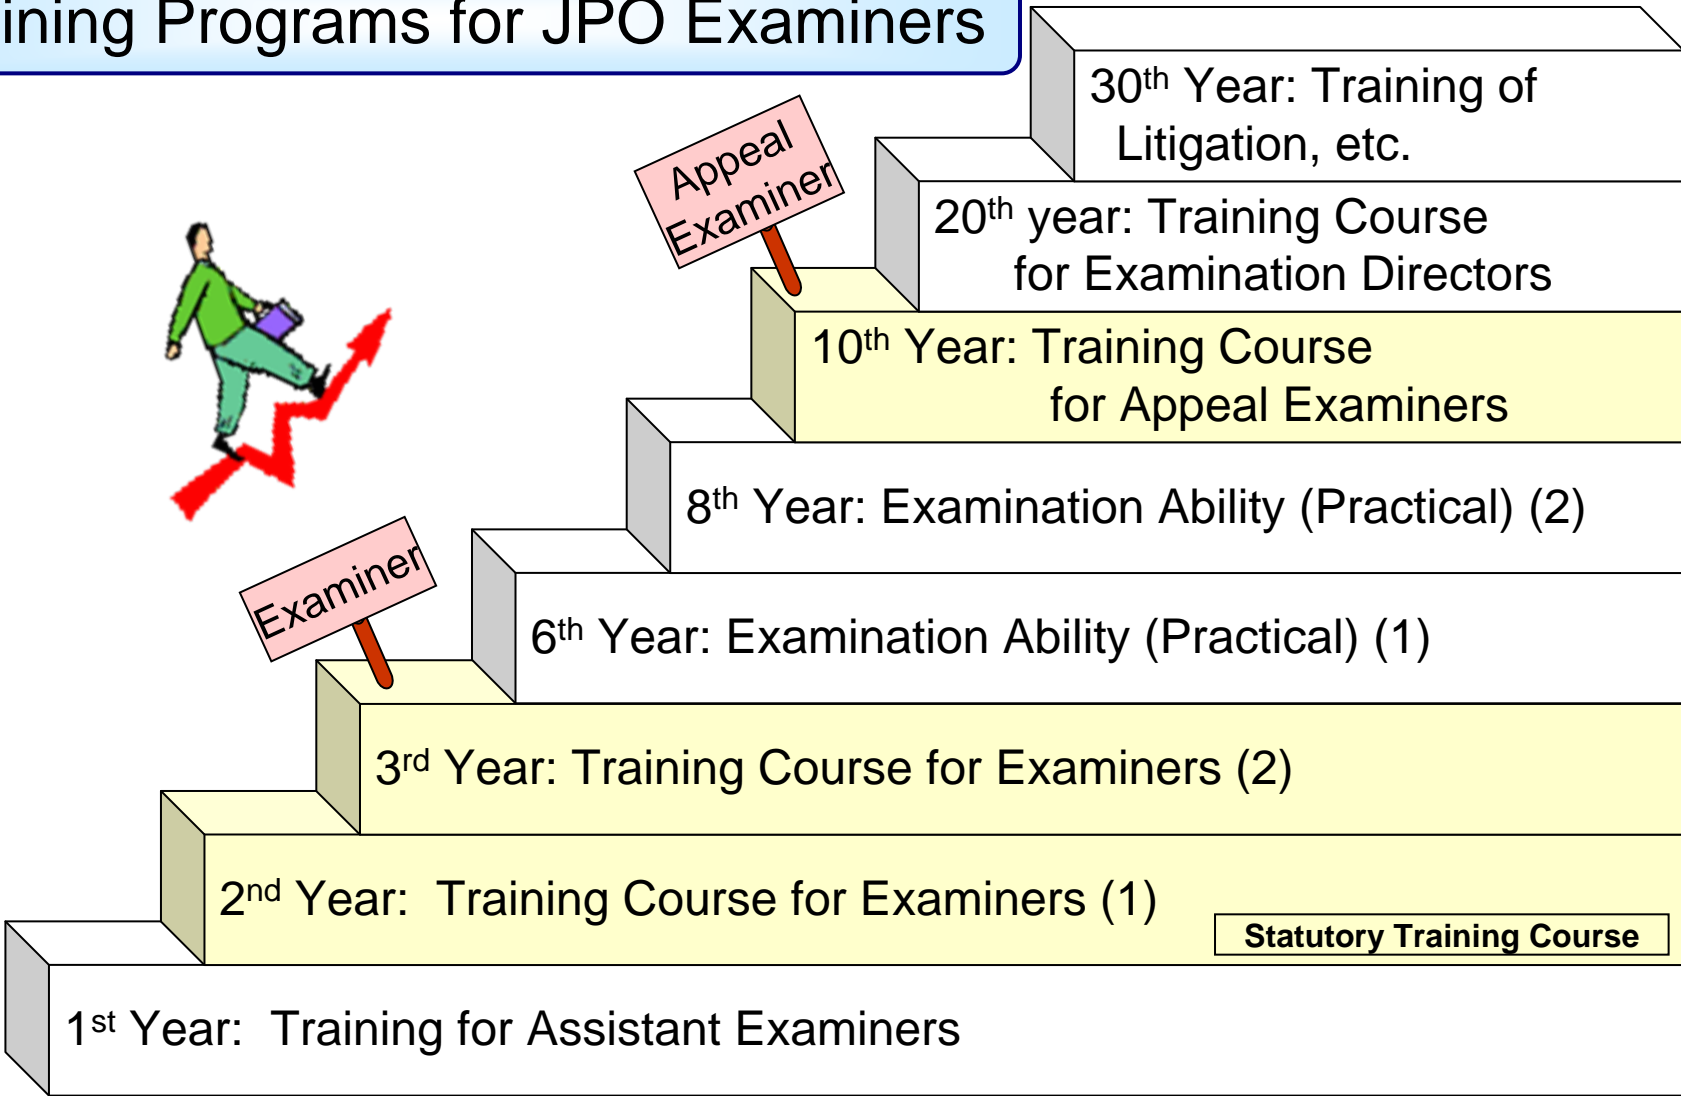 ining Programs for JPO Examiners
30th Year: Training of
Litigation, etc.
Appeal
Examiner
20th year: Training Course
for Examination Directors
10th Year: Training Course
for Appeal Examiners
8th Year: Examination Ability (Practical) (2)
Examiner
6th Year: Examination Ability (Practical) (1)
3rd Year: Training Course for Examiners (2)
2nd Year: Training Course for Examiners (1)
Statutory Training Course
1st Year: Training for Assistant Examiners